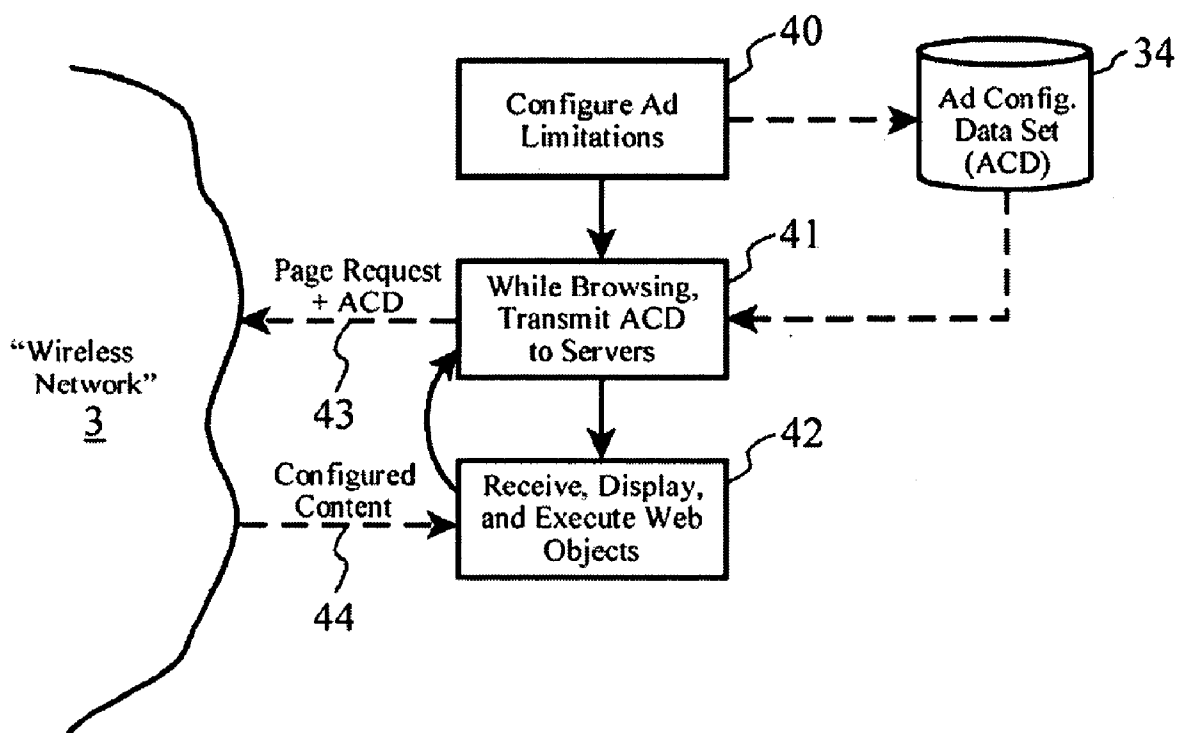 40
34
Configure Ad
Limitations
Ad Config.
Data Set
(ACD)
41
Page Request
+ ACD
While Browsing,
Transmit ACD
to Servers
“Wireless
Network”
3
43
42
Configured
Content
Receive, Display,
and Execute Web
Objects
44